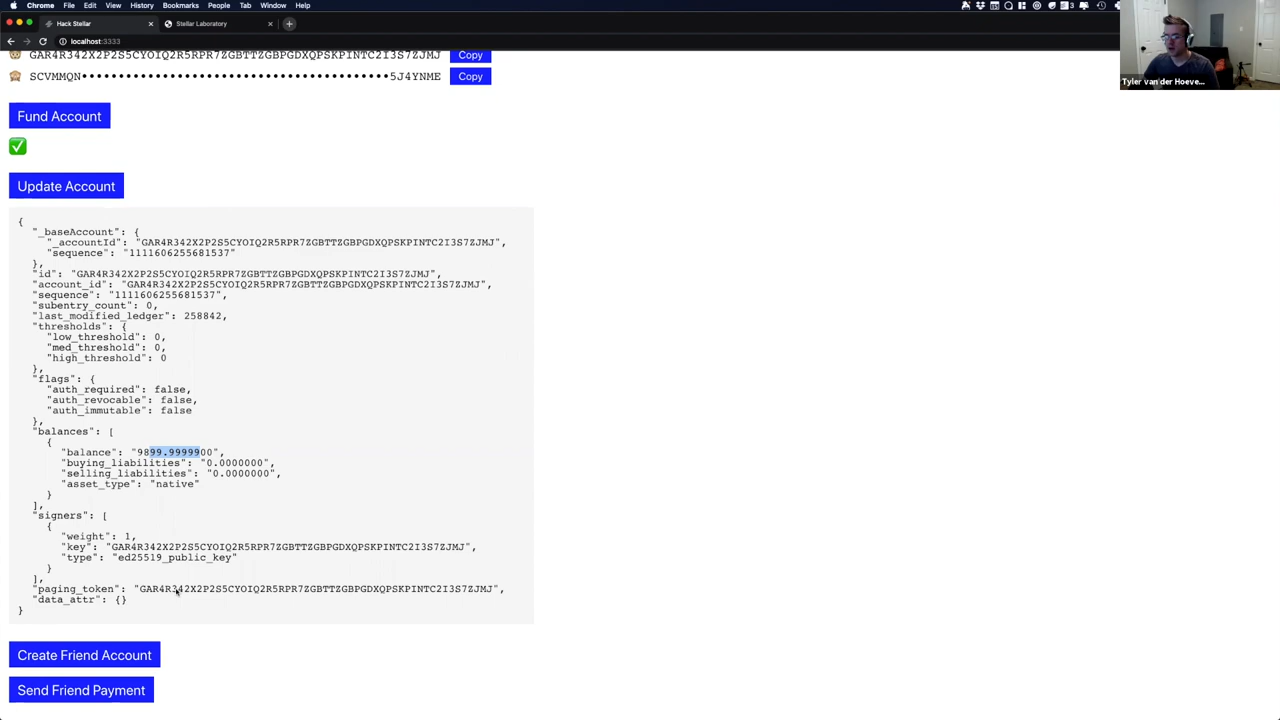 Chrome File Edit View History Bookmarks People Tab Window Help
Hack Stellar
Stellar Laboratory
localhost:3333
GAR4R342X2P2S5CYOIQ2R5RPR7ZGBTTZGBPGDXQPSKPINTC2I3S7ZJMJ Copy
SCVMMQN••••••••••••••••••••••••••••••••••••••••••5J4YNME Copy
Fund Account
Update Account
{
"_baseAccount": {
"_accountId": "GAR4R342X2P2S5CYOIQ2R5RPR7ZGBTTZGBPGDXQPSKPINTC2I3S7ZJMJ",
"sequence": "1111606255681537"
},
"id": "GAR4R342X2P2S5CYOIQ2R5RPR7ZGBTTZGBPGDXQPSKPINTC2I3S7ZJMJ",
"account_id": "GAR4R342X2P2S5CYOIQ2R5RPR7ZGBTTZGBPGDXQPSKPINTC2I3S7ZJMJ",
"sequence": "1111606255681537",
"subentry_count": 0,
"last_modified_ledger": 258842,
"thresholds": {
"low_threshold": 0,
"med_threshold": 0,
"high_threshold": 0
},
"flags": {
"auth_required": false,
"auth_revocable": false,
"auth_immutable": false
},
"balances": [
{
"balance": "9899.9999900",
"buying_liabilities": "0.0000000",
"selling_liabilities": "0.0000000",
"asset_type": "native"
}
],
"signers": [
{
"weight": 1,
"key": "GAR4R342X2P2S5CYOIQ2R5RPR7ZGBTTZGBPGDXQPSKPINTC2I3S7ZJMJ",
"type": "ed25519_public_key"
}
],
"paging_token": "GAR4R342X2P2S5CYOIQ2R5RPR7ZGBTTZGBPGDXQPSKPINTC2I3S7ZJMJ",
"data_attr": {}
}
Create Friend Account
Send Friend Payment
Tyler van der Hoeve...